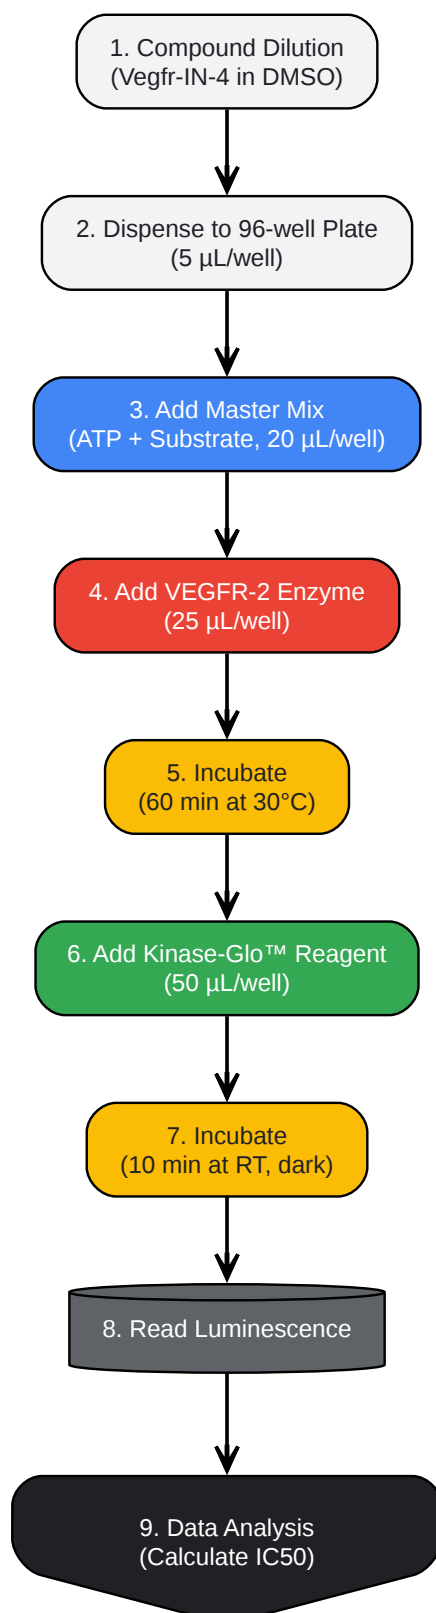 1. Compound Dilution
(Vegfr-IN-4 in DMSO)
2. Dispense to 96-well Plate
(5 µL/well)
3. Add Master Mix
(ATP + Substrate, 20 µL/well)
4. Add VEGFR-2 Enzyme
(25 µL/well)
5. Incubate
(60 min at 30°C)
6. Add Kinase-Glo™ Reagent
(50 µL/well)
7. Incubate
(10 min at RT, dark)
8. Read Luminescence
9. Data Analysis
(Calculate IC50)